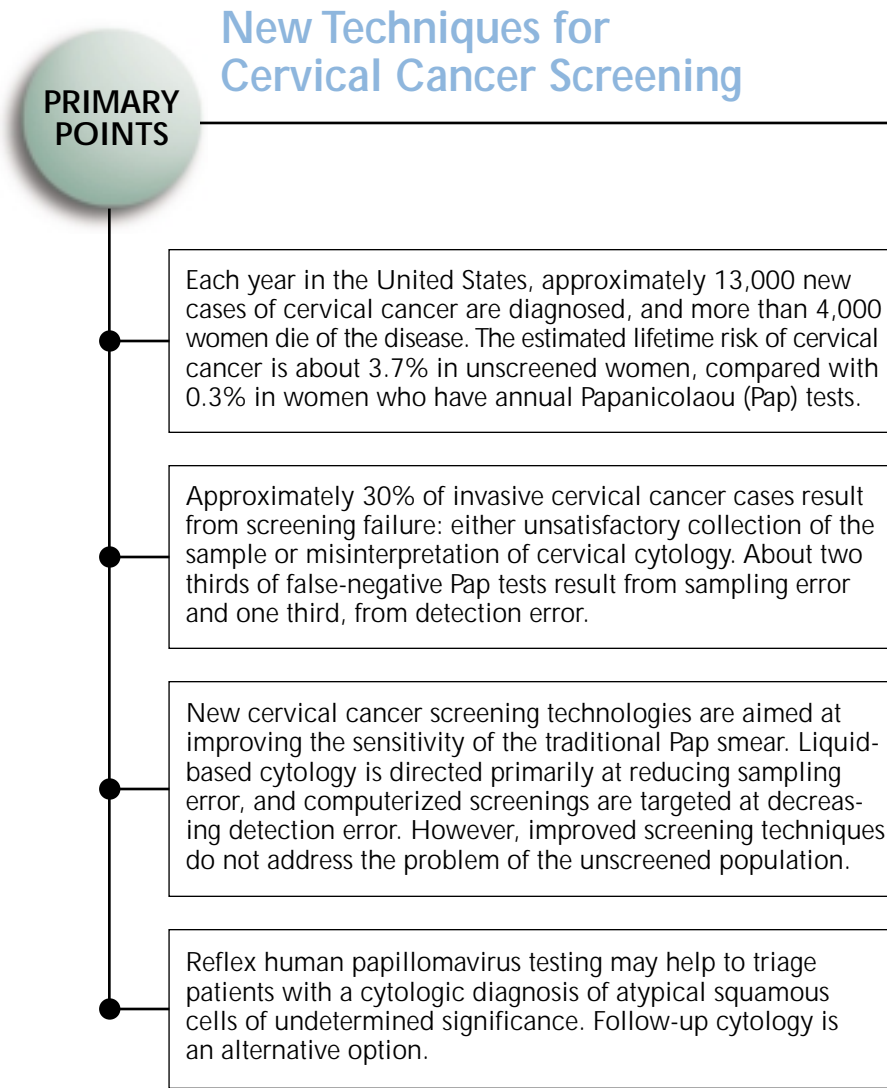 New Techniques for
Cervical Cancer Screening
PRIMARY
POINTS
Each year in the United States, approximately 13,000 new
cases of cervical cancer are diagnosed, and more than 4,000
women die of the disease. The estimated lifetime risk of cervical
cancer is about 3.7% in unscreened women, compared with
0.3% in women who have annual Papanicolaou (Pap) tests.
Approximately 30% of invasive cervical cancer cases result
from screening failure: either unsatisfactory collection of the
sample or misinterpretation of cervical cytology. About two
thirds of false-negative Pap tests result from sampling error
and one third, from detection error.
New cervical cancer screening technologies are aimed at
improving the sensitivity of the traditional Pap smear. Liquid-
based cytology is directed primarily at reducing sampling
error, and computerized screenings are targeted at decreas-
ing detection error. However, improved screening techniques
do not address the problem of the unscreened population.
Reflex human papillomavirus testing may help to triage
patients with a cytologic diagnosis of atypical squamous
cells of undetermined significance. Follow-up cytology is
an alternative option.